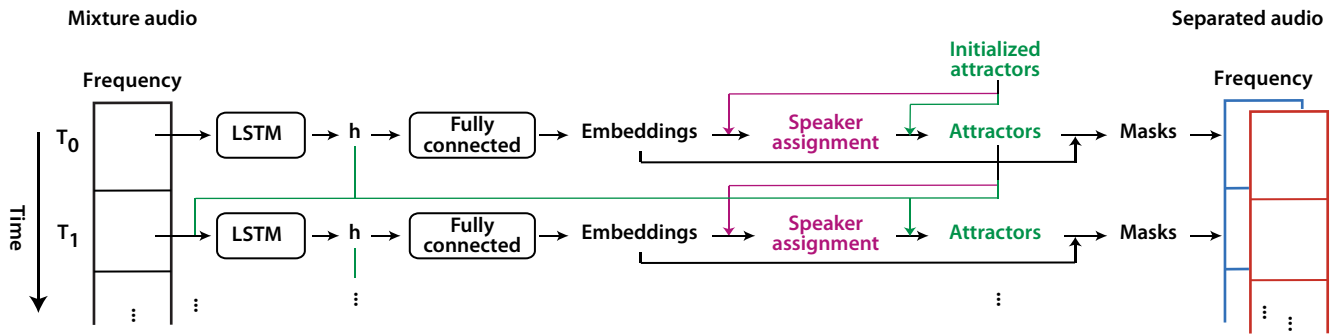 Mixture audio
Separated audio
Initialized
attractors
Frequency
Frequency
T0
LSTM
h
Fully
connected
Embeddings
Speaker
assignment
Attractors
Masks
Time
T1
LSTM
h
Fully
connected
Embeddings
Speaker
assignment
Attractors
Masks
...
...
...
...
...
...